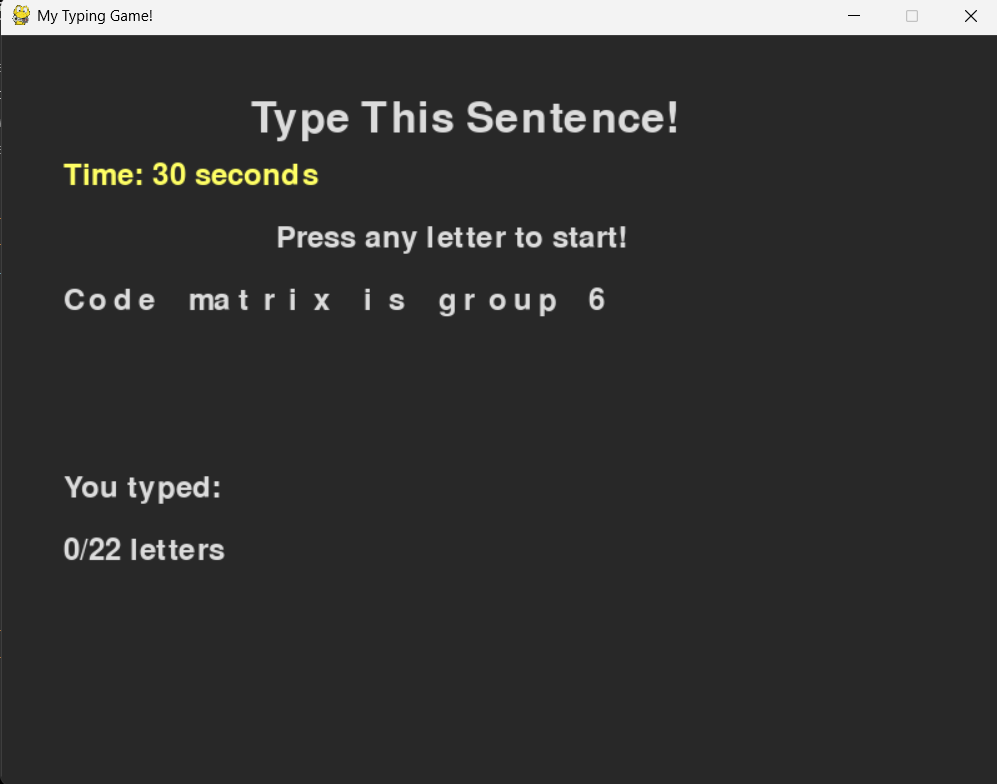 My Typing Game!
Type This Sentence!
Time: 30 seconds
Press any letter to start!
Code matrix is group 6
You typed:
0/22 letters